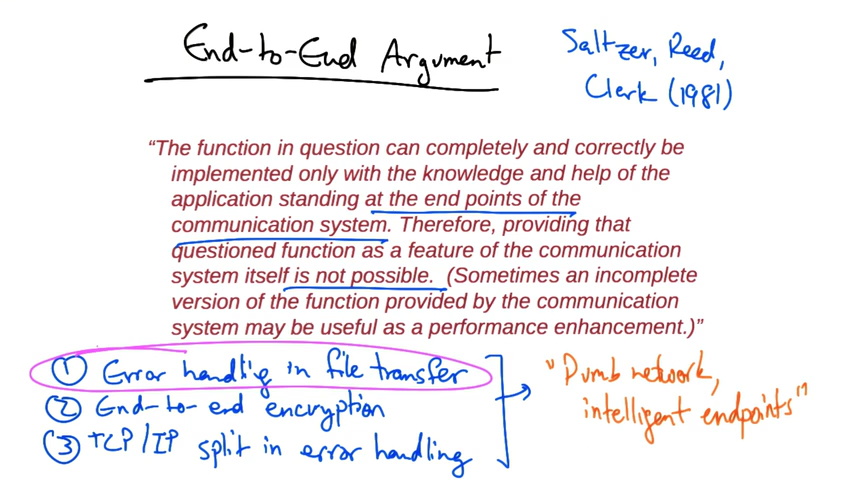 End-to-End Argument
Saltzer, Reed,
Clerk (1981)
“The function in question can completely and correctly be
implemented only with the knowledge and help of the
application standing at the end points of the
communication system. Therefore, providing that
questioned function as a feature of the communication
system itself is not possible. (Sometimes an incomplete
version of the function provided by the communication
system may be useful as a performance enhancement.)”
① Error handlig in file transfer
② End-to-end encryption
③ TCP/IP split in error handling
"Dumb network,
intelligent endpoints"